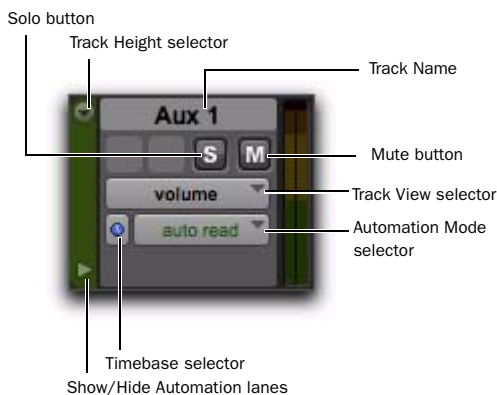 Solo button
Track Height selector
Track Name
Aux 1
S M
Mute button
volume
Track View selector
auto read
Automation Mode
selector
Timebase selector
Show/Hide Automation lanes